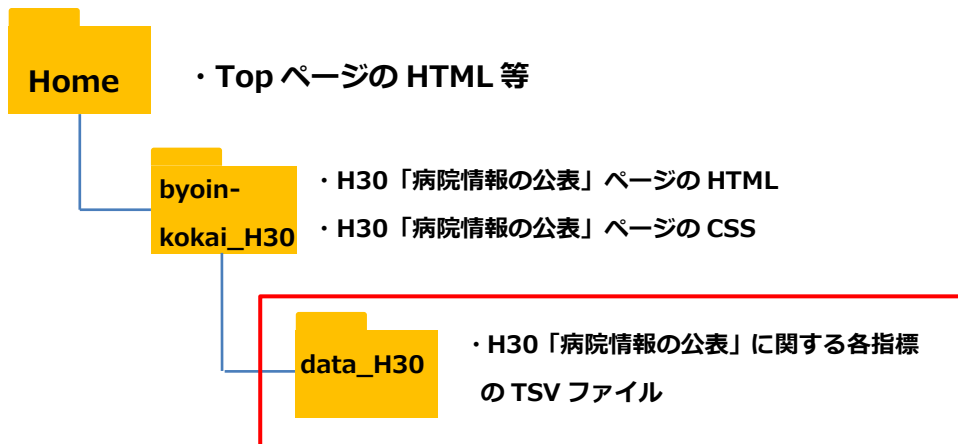 Home
・Top ページの HTML 等
byoin-
kokai_H30
・H30「病院情報の公表」ページの HTML
・H30「病院情報の公表」ページの CSS
data_H30
・H30「病院情報の公表」に関する各指標
の TSV ファイル